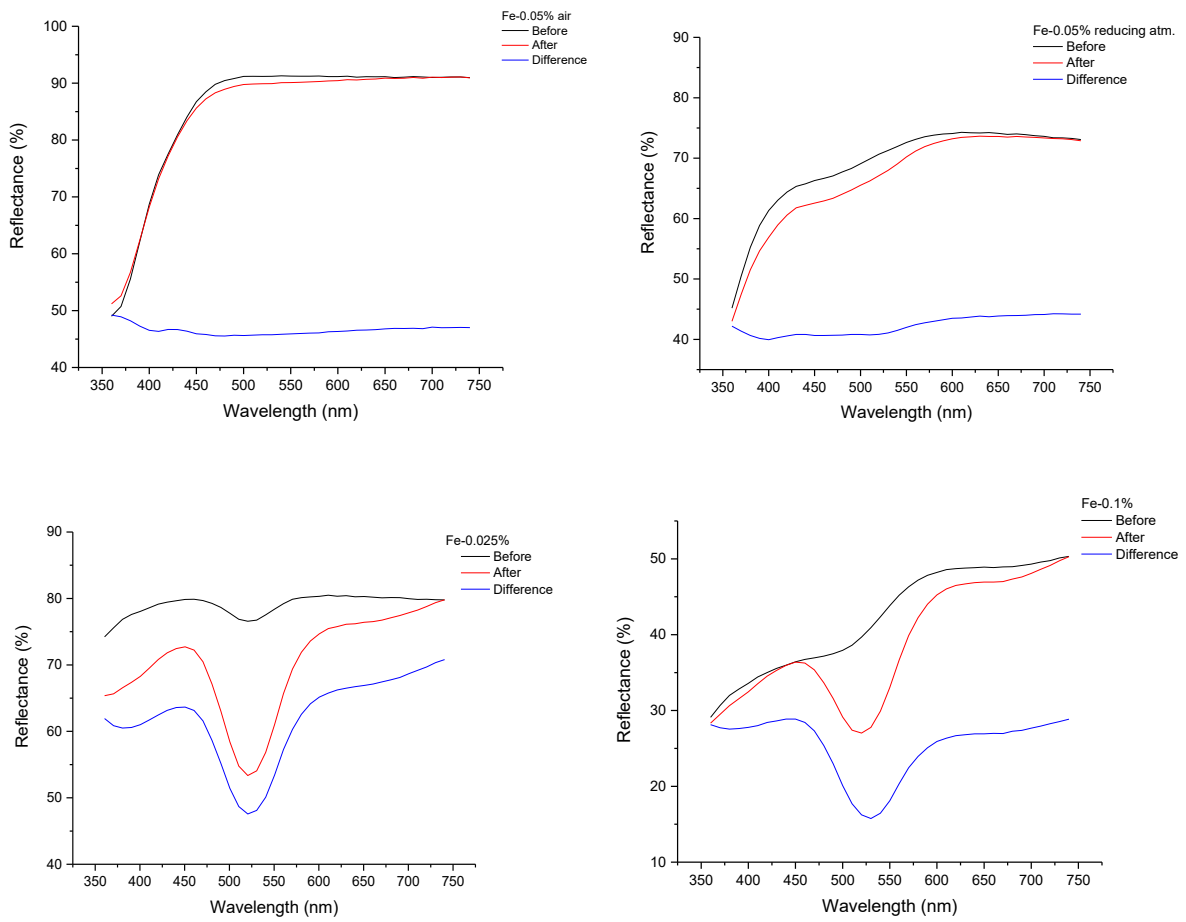 Fe-0.05% air
Before
After
Difference
100
90
80
70
60
50
40
Reflectance (%)
350 400 450 500 550 600 650 700 750
Wavelength (nm)
Fe-0.05% reducing atm.
Before
After
Difference
90
80
70
60
50
40
Reflectance (%)
350 400 450 500 550 600 650 700 750
Wavelength (nm)
Fe-0.025%
Before
After
Difference
90
80
70
60
50
40
Reflectance (%)
350 400 450 500 550 600 650 700 750
Wavelength (nm)
Fe-0.1%
Before
After
Difference
50
40
30
20
10
Reflectance (%)
350 400 450 500 550 600 650 700 750
Wavelength (nm)